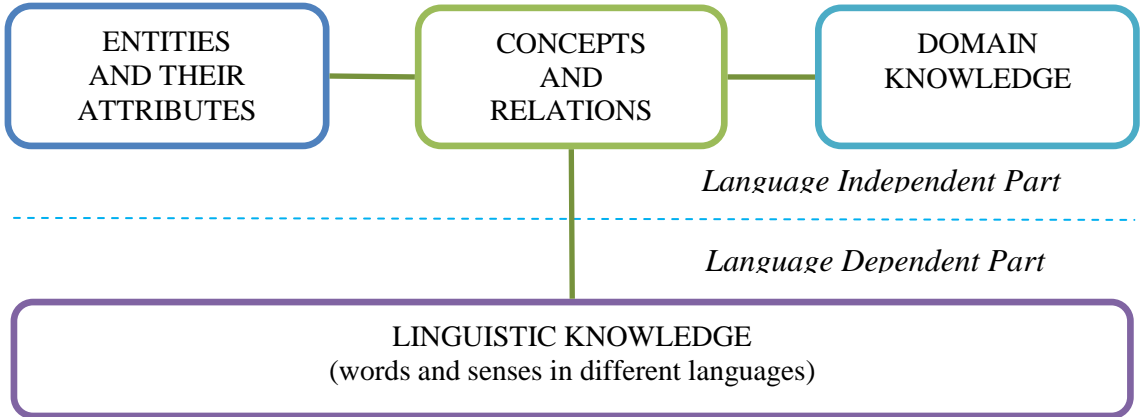 ENTITIES
AND THEIR
ATTRIBUTES
CONCEPTS
AND
RELATIONS
DOMAIN
KNOWLEDGE
Language Independent Part
Language Dependent Part
LINGUISTIC KNOWLEDGE
(words and senses in different languages)